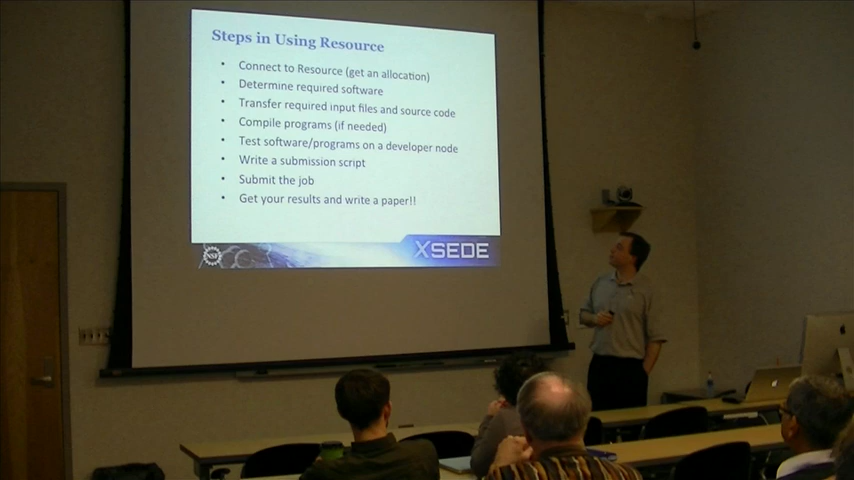 Steps in Using Resource
• Connect to Resource (get an allocation)
• Determine required software
• Transfer required input files and source code
• Compile programs (if needed)
• Test software/programs on a developer node
• Write a submission script
• Submit the job
• Get your results and write a paper!!
NSF
XSEDE